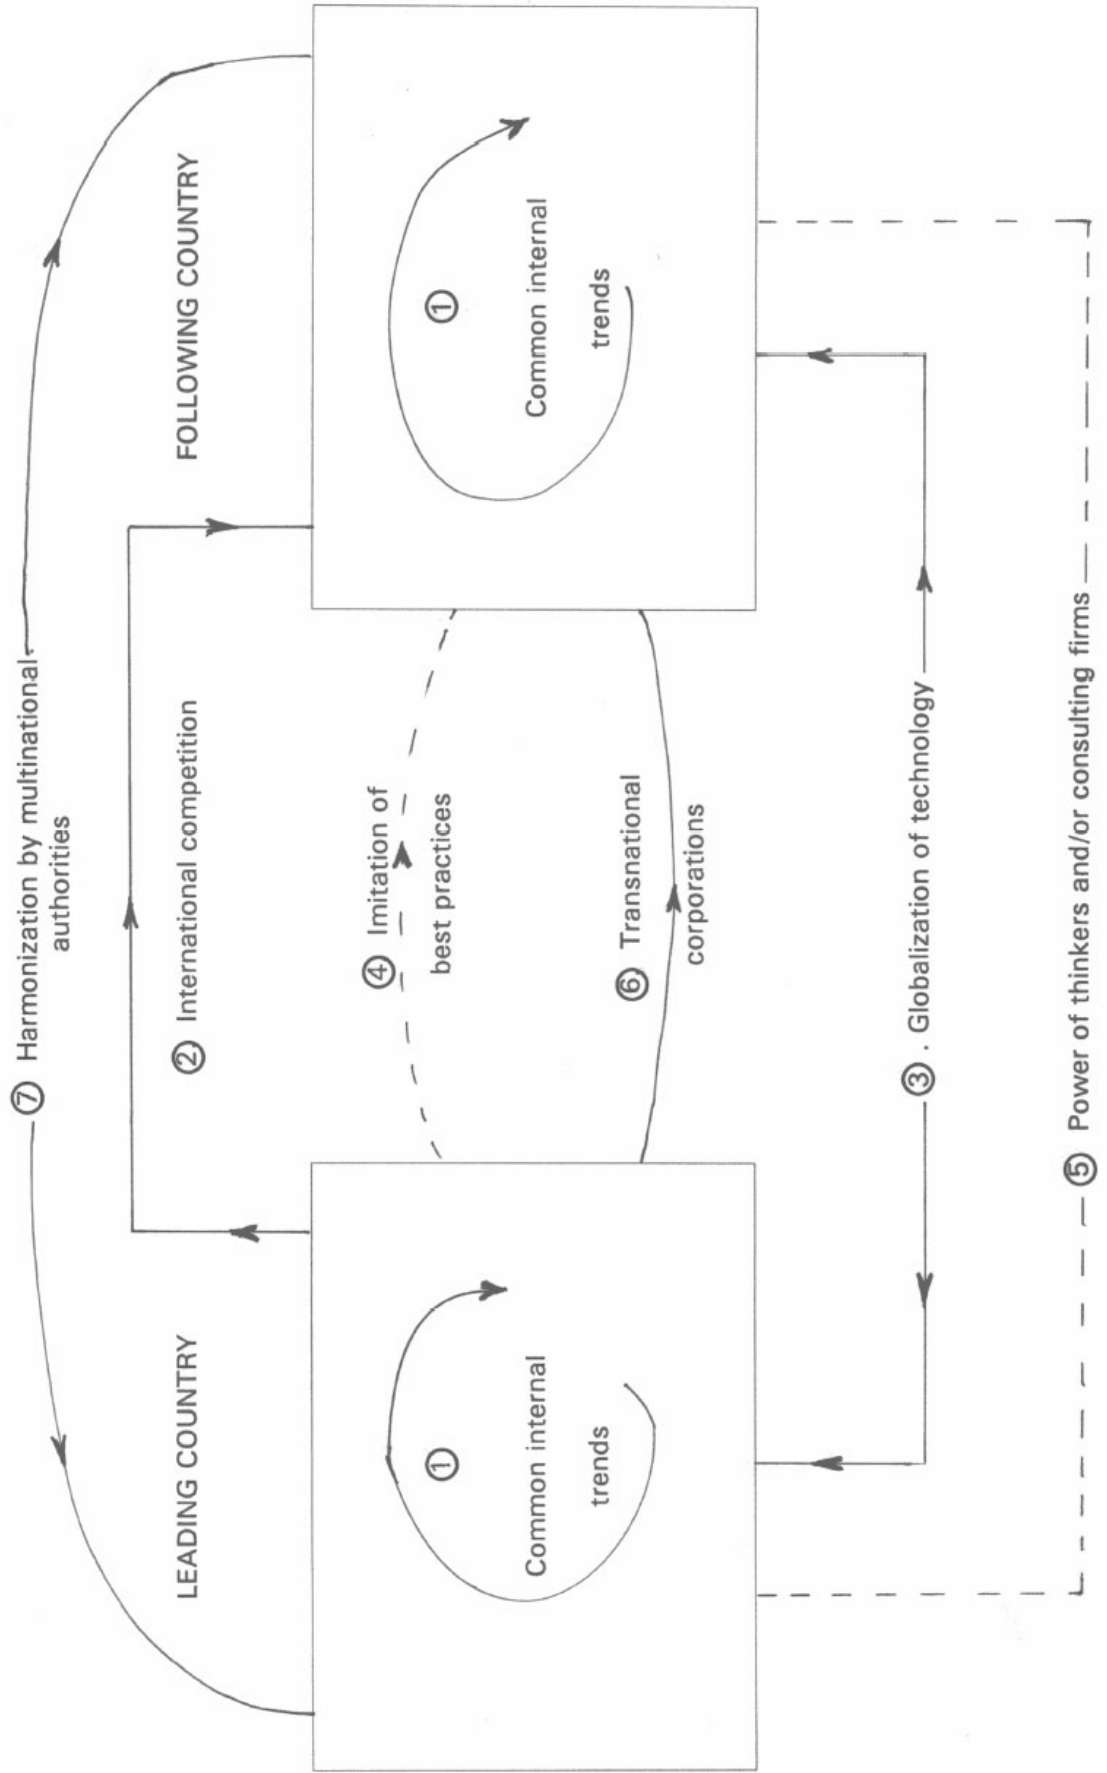 ⑦ Harmonization by multinational
authorities
② International competition
LEADING COUNTRY
FOLLOWING COUNTRY
④ Imitation of
best practices
① Common internal
trends
① Common internal
trends
⑥ Transnational
corporations
③ . Globalization of technology
⑤ Power of thinkers and/or consulting firms